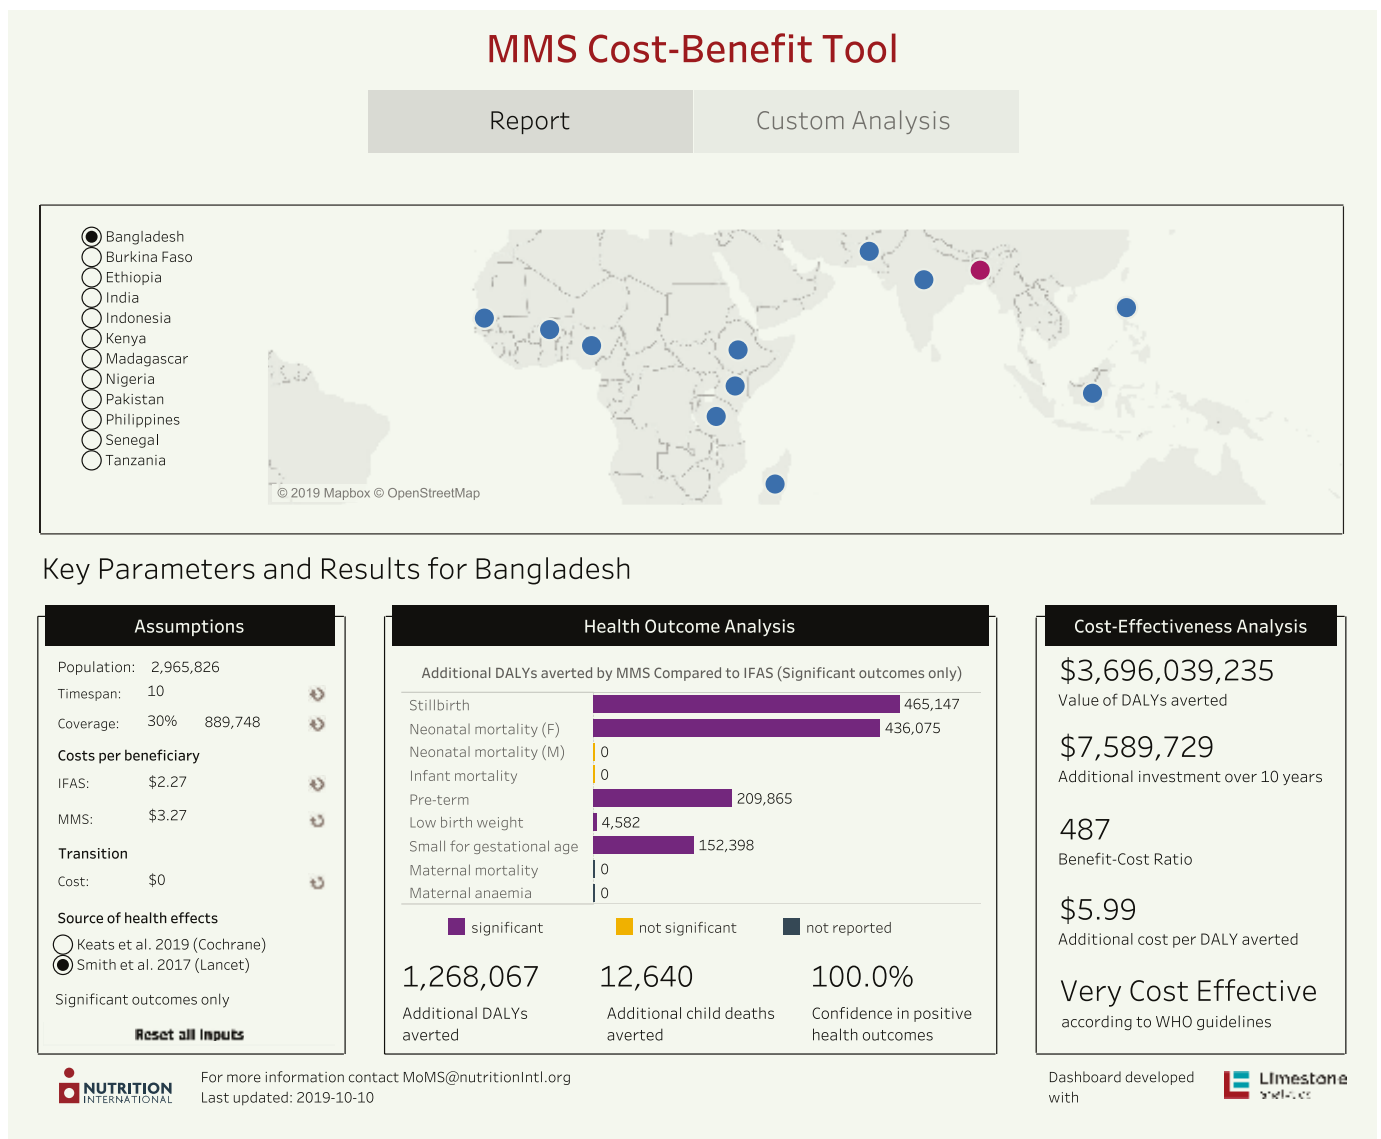 MMS Cost-Benefit Tool
Report
Custom Analysis
Bangladesh
Burkina Faso
Ethiopia
India
Indonesia
Kenya
Madagascar
Nigeria
Pakistan
Philippines
Senegal
Tanzania
© 2019 Mapbox © OpenStreetMap
Key Parameters and Results for Bangladesh
Assumptions
Population: 2,965,826
Timespan: 10
Coverage: 30% 889,748
Costs per beneficiary
IFAS: $2.27
MMS: $3.27
Transition
Cost: $0
Source of health effects
Keats et al. 2019 (Cochrane)
Smith et al. 2017 (Lancet)
Significant outcomes only
Reset all inputs
Health Outcome Analysis
Additional DALYs averted by MMS Compared to IFAS (Significant outcomes only)
Stillbirth 465,147
Neonatal mortality (F) 436,075
Neonatal mortality (M) 0
Infant mortality 0
Pre-term 209,865
Low birth weight 4,582
Small for gestational age 152,398
Maternal mortality 0
Maternal anaemia 0
significant not significant not reported
1,268,067
Additional DALYs
averted
12,640
Additional child deaths
averted
100.0%
Confidence in positive
health outcomes
Cost-Effectiveness Analysis
$3,696,039,235
Value of DALYs averted
$7,589,729
Additional investment over 10 years
487
Benefit-Cost Ratio
$5.99
Additional cost per DALY averted
Very Cost Effective
according to WHO guidelines
NUTRITION
INTERNATIONAL
For more information contact MoMS@nutritionIntl.org
Last updated: 2019-10-10
Dashboard developed
with
Limestone